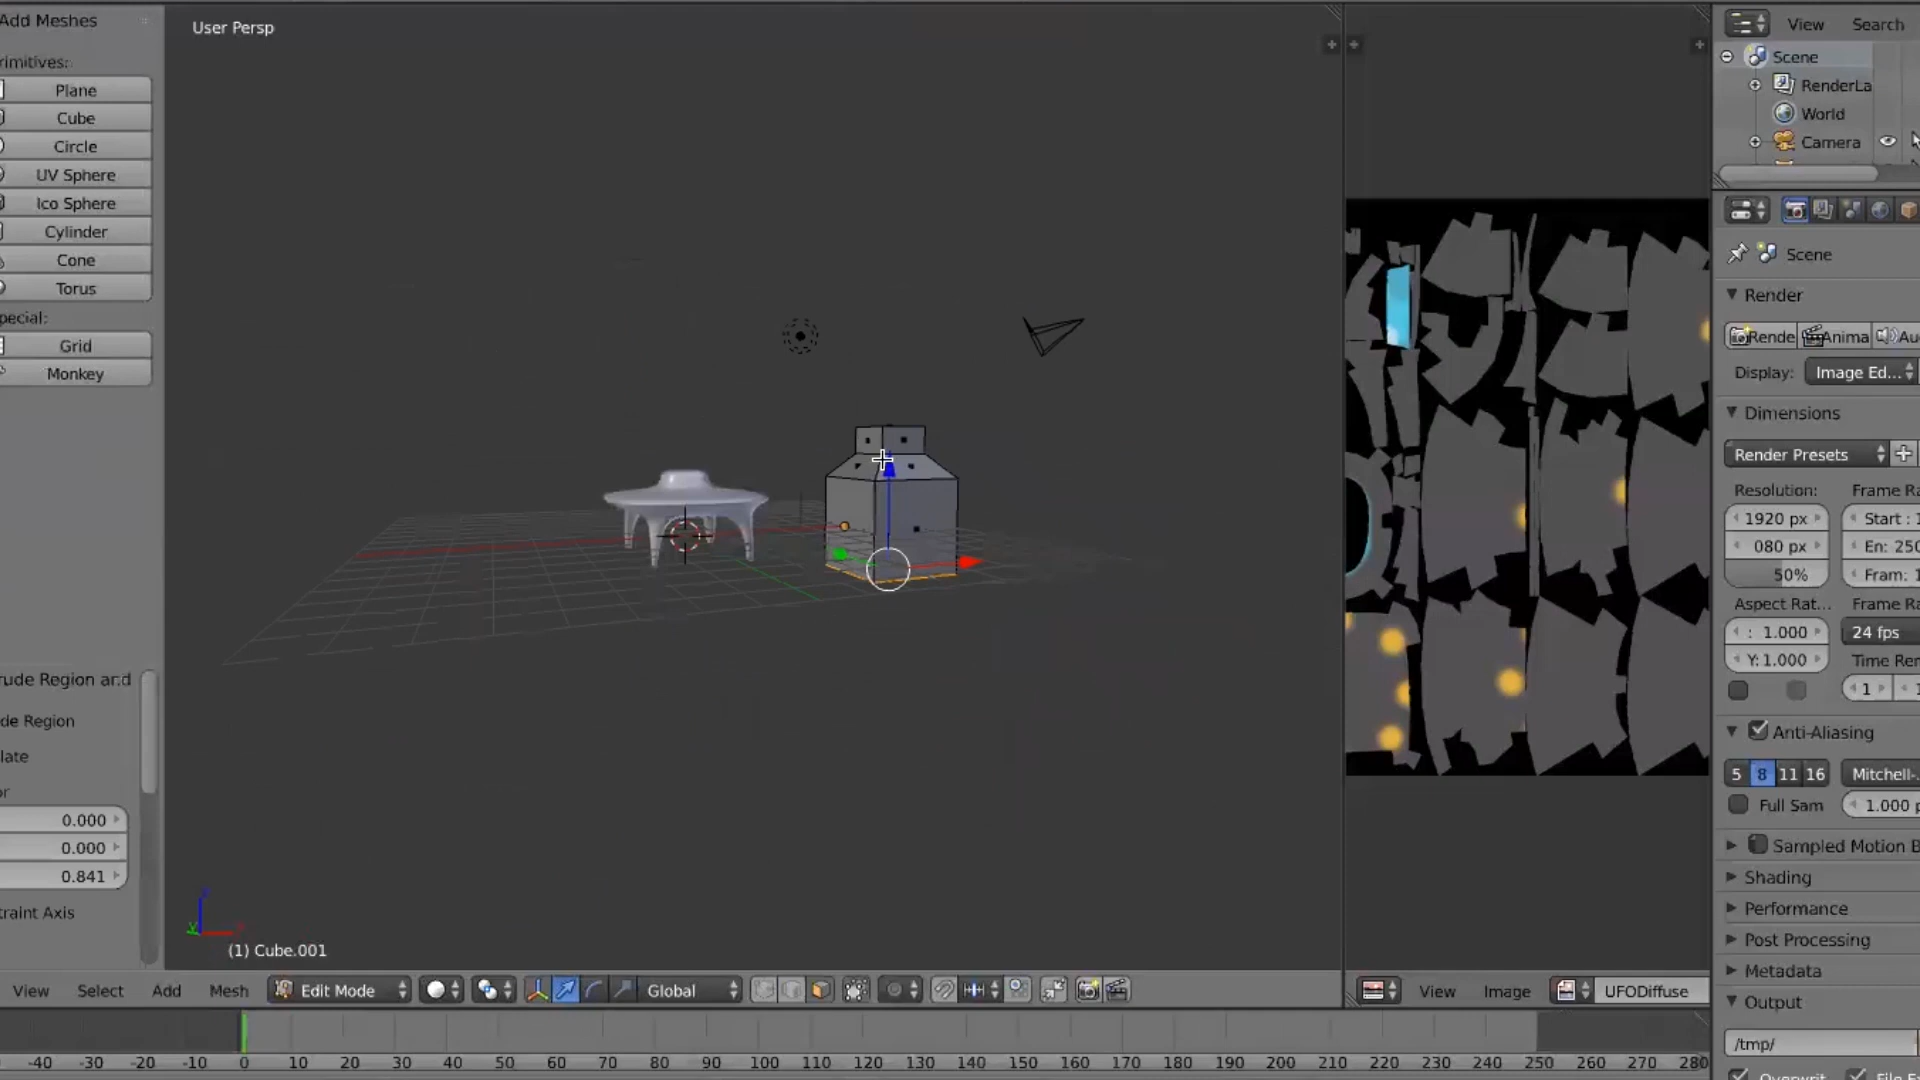 Add Meshes
rimitives:
Plane
Cube
Circle
UV Sphere
Ico Sphere
Cylinder
Cone
Torus
pecial:
Grid
Monkey
rude Region and
de Region
late
or
0.000
0.000
0.841
traint Axis
User Persp
(1) Cube.001
View Select Add Mesh Edit Mode Global
View Image UFODiffuse
-40 -30 -20 -10 0 10 20 30 40 50 60 70 80 90 100 110 120 130 140 150 160 170 180 190 200 210 220 230 240 250 260 270 280
View Search
Scene
RenderLa
World
Camera
Scene
Render
Rende Anima Au
Display: Image Ed...
Dimensions
Render Presets
Resolution: Frame Ra
1920 px Start : 1
080 px En: 250
50% Fram: 1
Aspect Rat... Frame Ra
: 1.000 24 fps
Y: 1.000 Time Rer
1 1
Anti-Aliasing
5 8 11 16 Mitchell-
Full Sam 1.000 p
Sampled Motion B
Shading
Performance
Post Processing
Metadata
Output
/tmp/
Overwrit File Ex